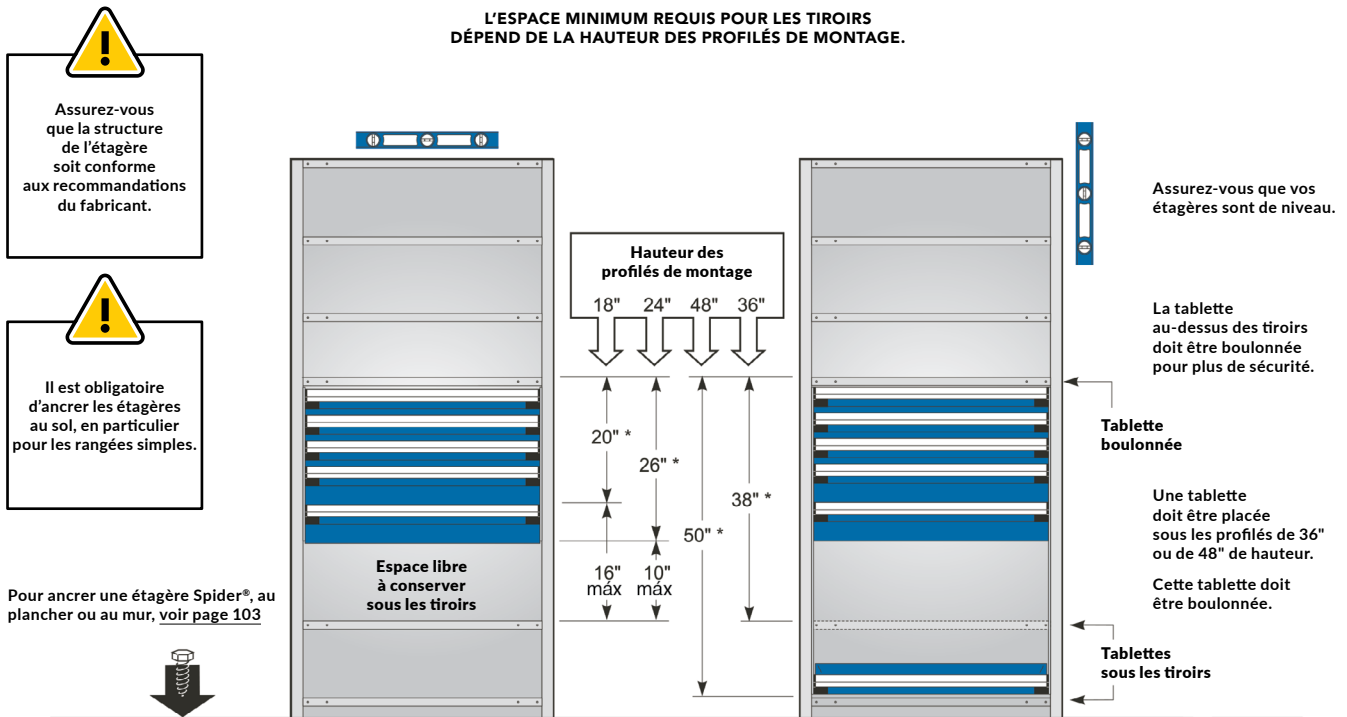 L'ESPACE MINIMUM REQUIS POUR LES TIROIRS
DÉPEND DE LA HAUTEUR DES PROFILÉS DE MONTAGE.
Assurez-vous
que la structure
de l'étagère
soit conforme
aux recommandations
du fabricant.
Il est obligatoire
d'ancrer les étagères
au sol, en particulier
pour les rangées simples.
Pour ancrer une étagère Spider®, au
plancher ou au mur, voir page 103
Espace libre
à conserver
sous les tiroirs
Hauteur des
profilés de montage
18" 24" 48" 36"
20" *
26" *
38" *
50" *
16"
máx
10"
máx
Assurez-vous que vos
étagères sont de niveau.
La tablette
au-dessus des tiroirs
doit être boulonnée
pour plus de sécurité.
Tablette
boulonnée
Une tablette
doit être placée
sous les profilés de 36"
ou de 48" de hauteur.
Cette tablette doit
être boulonnée.
Tablettes
sous les tiroirs